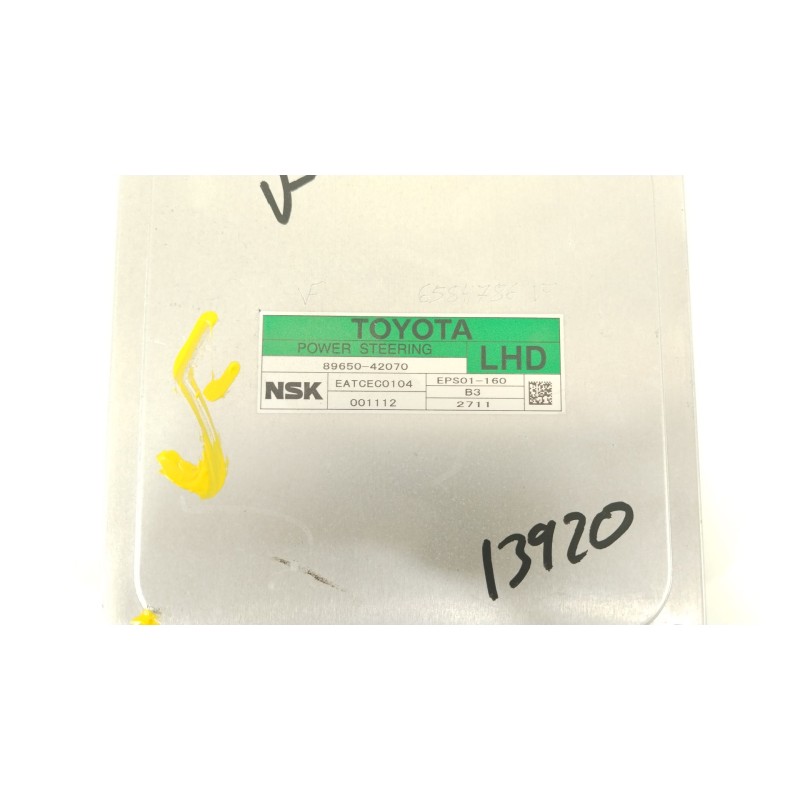 TOYOTA
POWER STEERING
LHD
89650-42070
NSK
EATCEC0104
EPS01-160
B3
001112
2711
13920